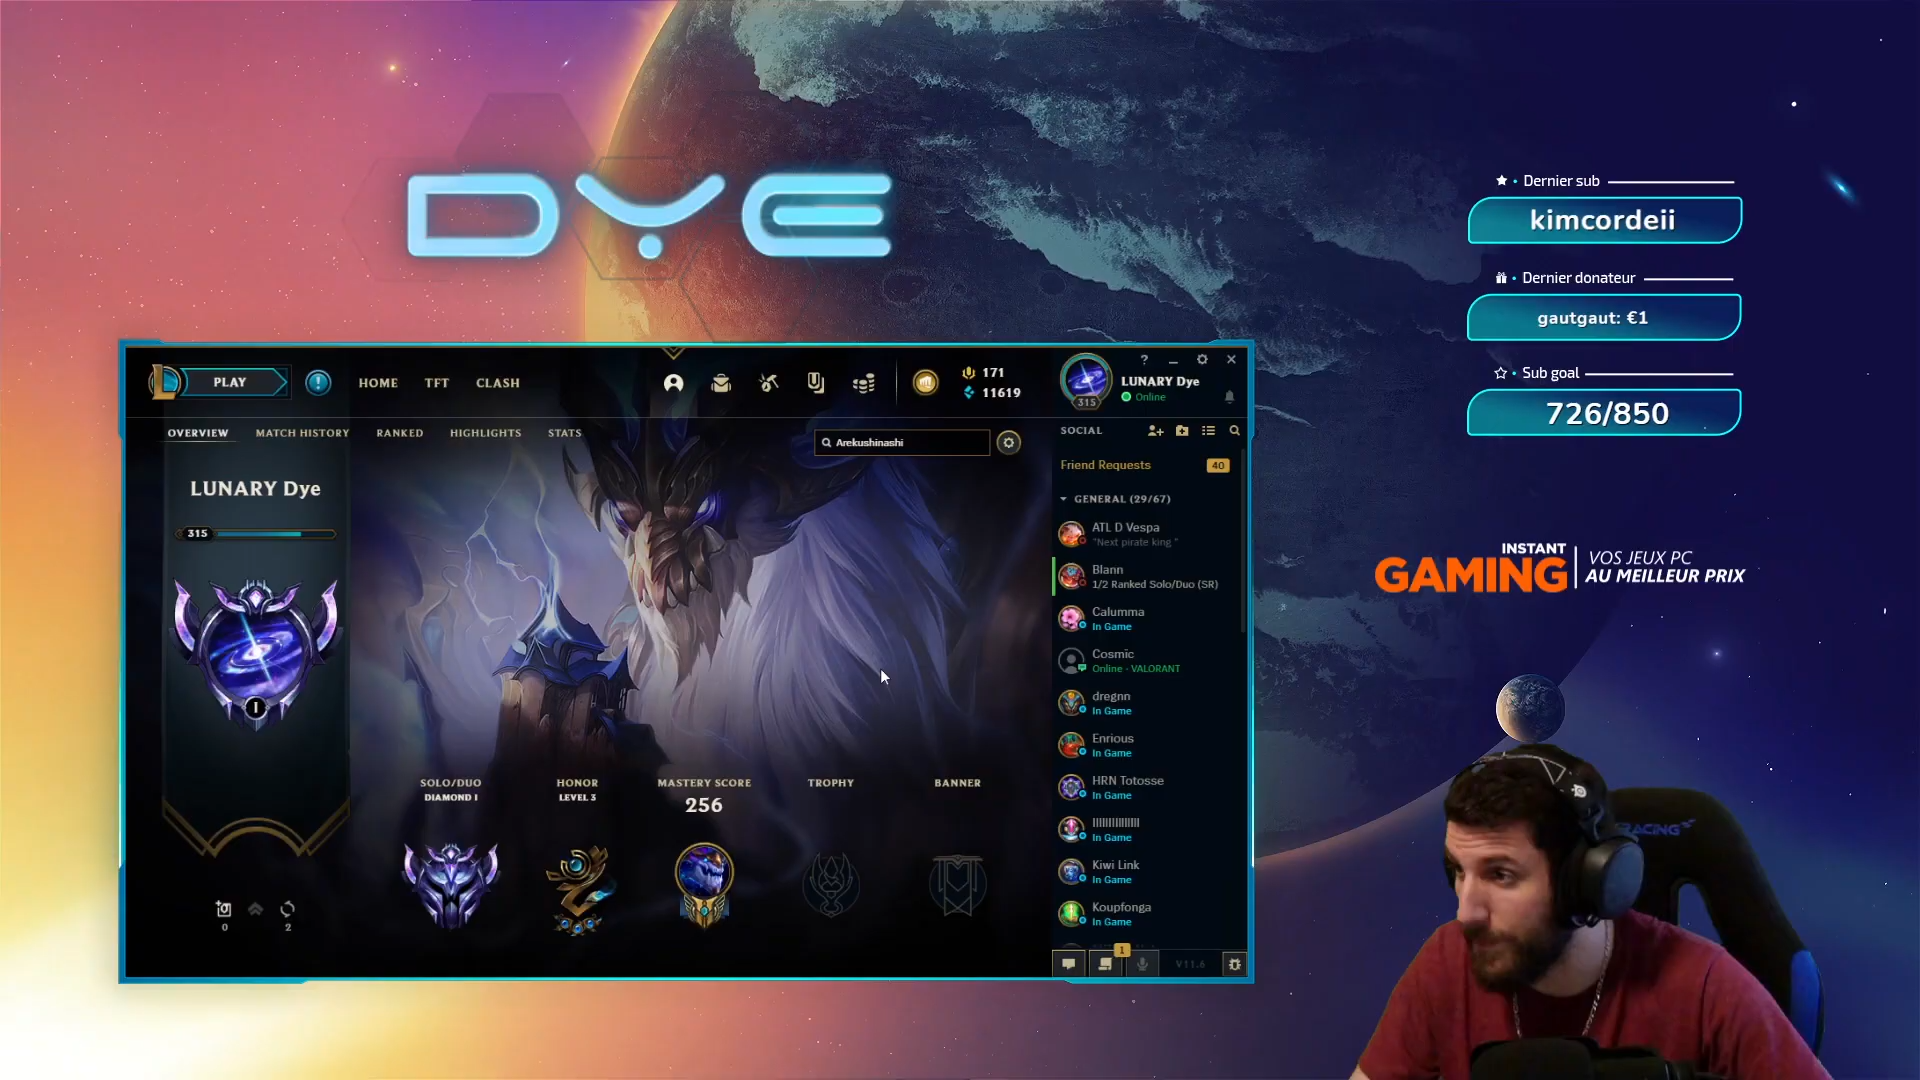 DYE
Dernier sub
kimcordeii
Dernier donateur
gautgaut: €1
Sub goal
726/850
INSTANT
GAMING
VOS JEUX PC
AU MEILLEUR PRIX
PLAY
HOME
TFT
CLASH
171
11619
315
LUNARY Dye
Online
OVERVIEW
MATCH HISTORY
RANKED
HIGHLIGHTS
STATS
Arekushinashi
LUNARY Dye
315
I
SOLO/DUO
DIAMOND I
HONOR
LEVEL 3
MASTERY SCORE
256
TROPHY
BANNER
0
2
SOCIAL
Friend Requests
40
GENERAL (29/67)
ATL D Vespa
"Next pirate king "
Blann
1/2 Ranked Solo/Duo (SR)
Calumma
In Game
Cosmic
Online - VALORANT
dregnn
In Game
Enrious
In Game
HRN Totosse
In Game
In Game
Kiwi Link
In Game
Koupfonga
In Game
1
V11.6
RACING